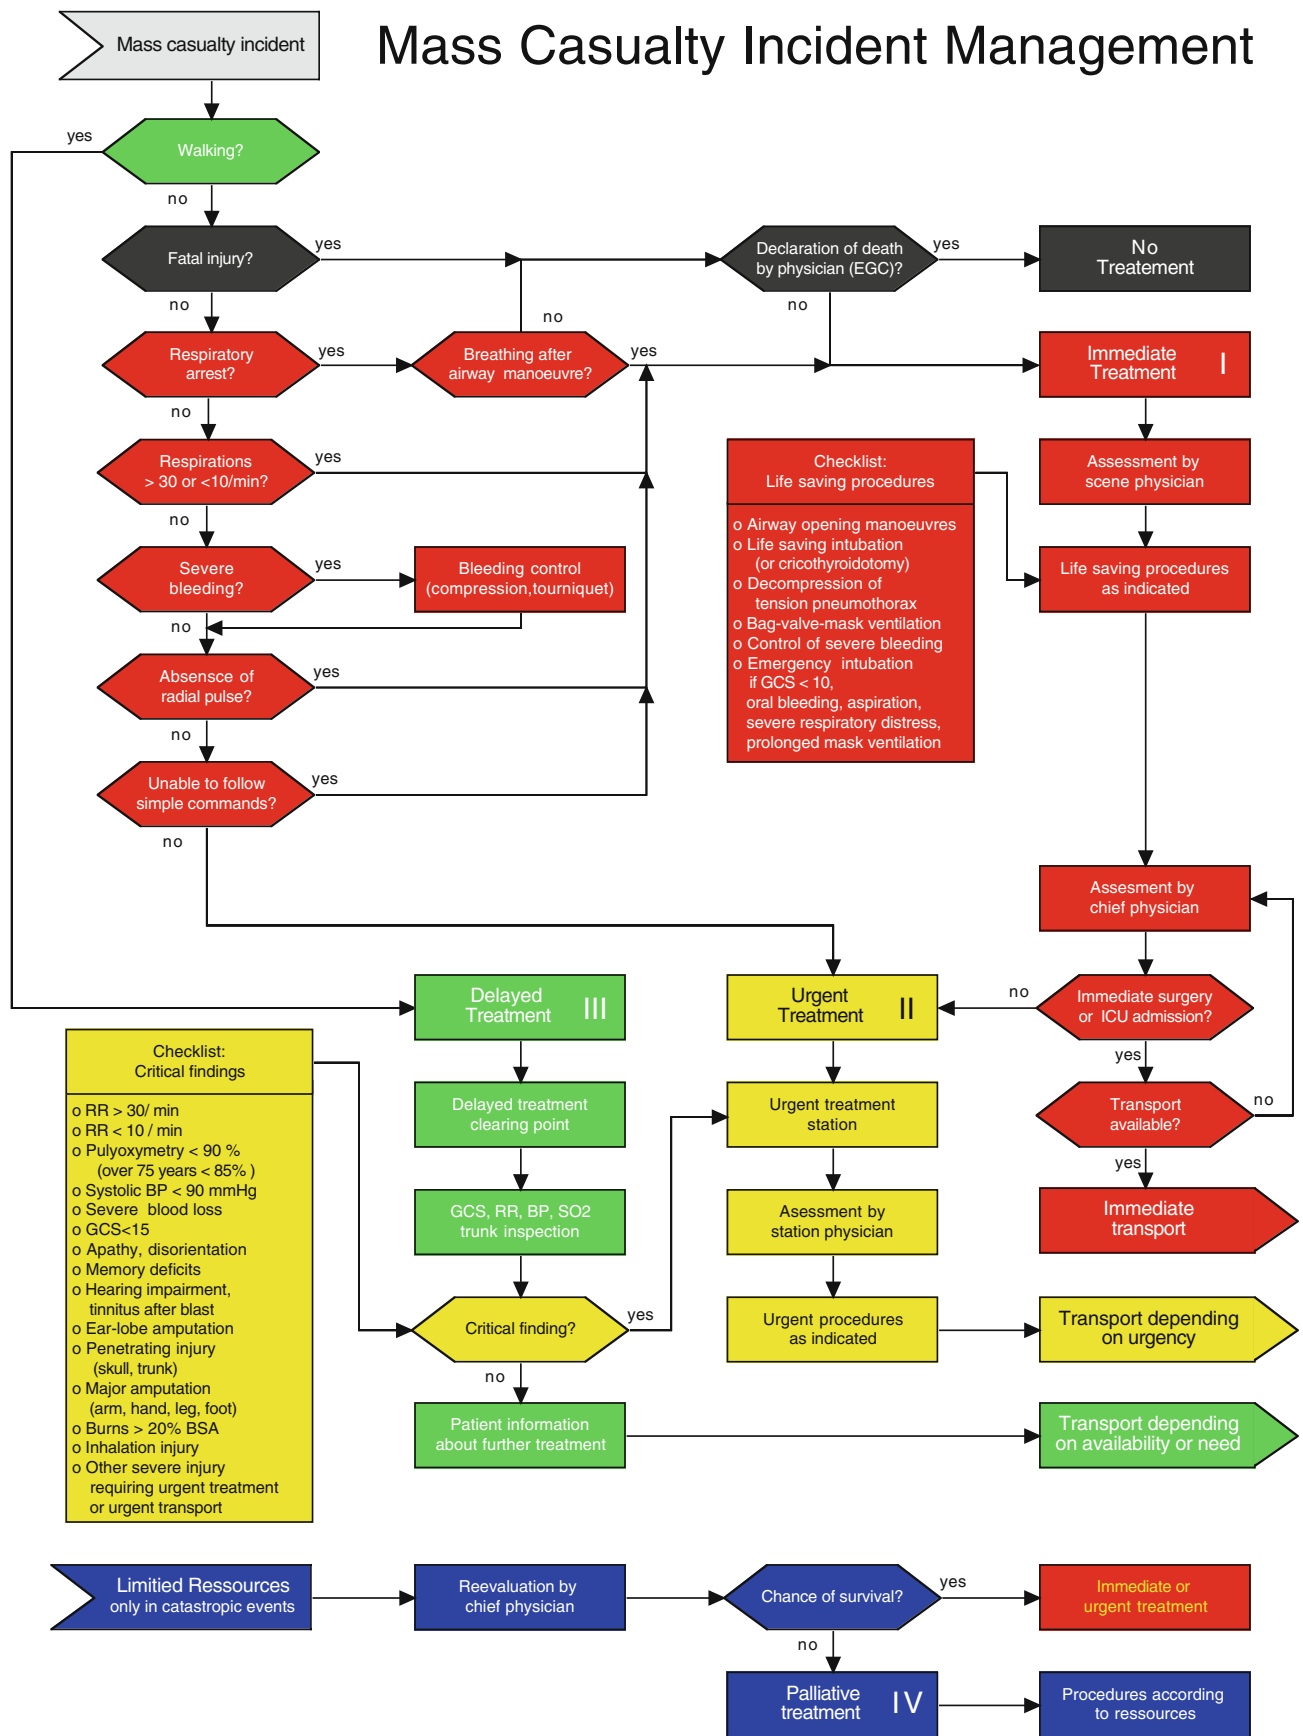 Mass casualty incident
Mass Casualty Incident Management
yes
Walking?
no
Fatal injury?
yes
Declaration of death
by physician (EGC)?
yes
No
Treatement
no
no
no
Respiratory
arrest?
yes
Breathing after
airway manoeuvre?
yes
Immediate
Treatment
I
no
Respirations
> 30 or <10/min?
yes
Checklist:
Life saving procedures
o Airway opening manoeuvres
o Life saving intubation
(or cricothyroidotomy)
o Decompression of
tension pneumothorax
o Bag-valve-mask ventilation
o Control of severe bleeding
o Emergency intubation
if GCS < 10,
oral bleeding, aspiration,
severe respiratory distress,
prolonged mask ventilation
Assessment by
scene physician
no
Severe
bleeding?
yes
Bleeding control
(compression,tourniquet)
Life saving procedures
as indicated
no
Absensce of
radial pulse?
yes
no
Unable to follow
simple commands?
yes
no
Assesment by
chief physician
Delayed
Treatment
III
Urgent
Treatment
II
no
Immediate surgery
or ICU admission?
yes
Checklist:
Critical findings
o RR > 30/ min
o RR < 10 / min
o Pulyoxymetry < 90 %
(over 75 years < 85% )
o Systolic BP < 90 mmHg
o Severe blood loss
o GCS<15
o Apathy, disorientation
o Memory deficits
o Hearing impairment,
tinnitus after blast
o Ear-lobe amputation
o Penetrating injury
(skull, trunk)
o Major amputation
(arm, hand, leg, foot)
o Burns > 20% BSA
o Inhalation injury
o Other severe injury
requiring urgent treatment
or urgent transport
Delayed treatment
clearing point
Urgent treatment
station
Transport
available?
no
yes
GCS, RR, BP, SO2
trunk inspection
Asessment by
station physician
Immediate
transport
Critical finding?
yes
Urgent procedures
as indicated
Transport depending
on urgency
no
Patient information
about further treatment
Transport depending
on availability or need
Limitied Ressources
only in catastropic events
Reevaluation by
chief physician
Chance of survival?
yes
Immediate or
urgent treatment
no
Palliative
treatment
IV
Procedures according
to ressources